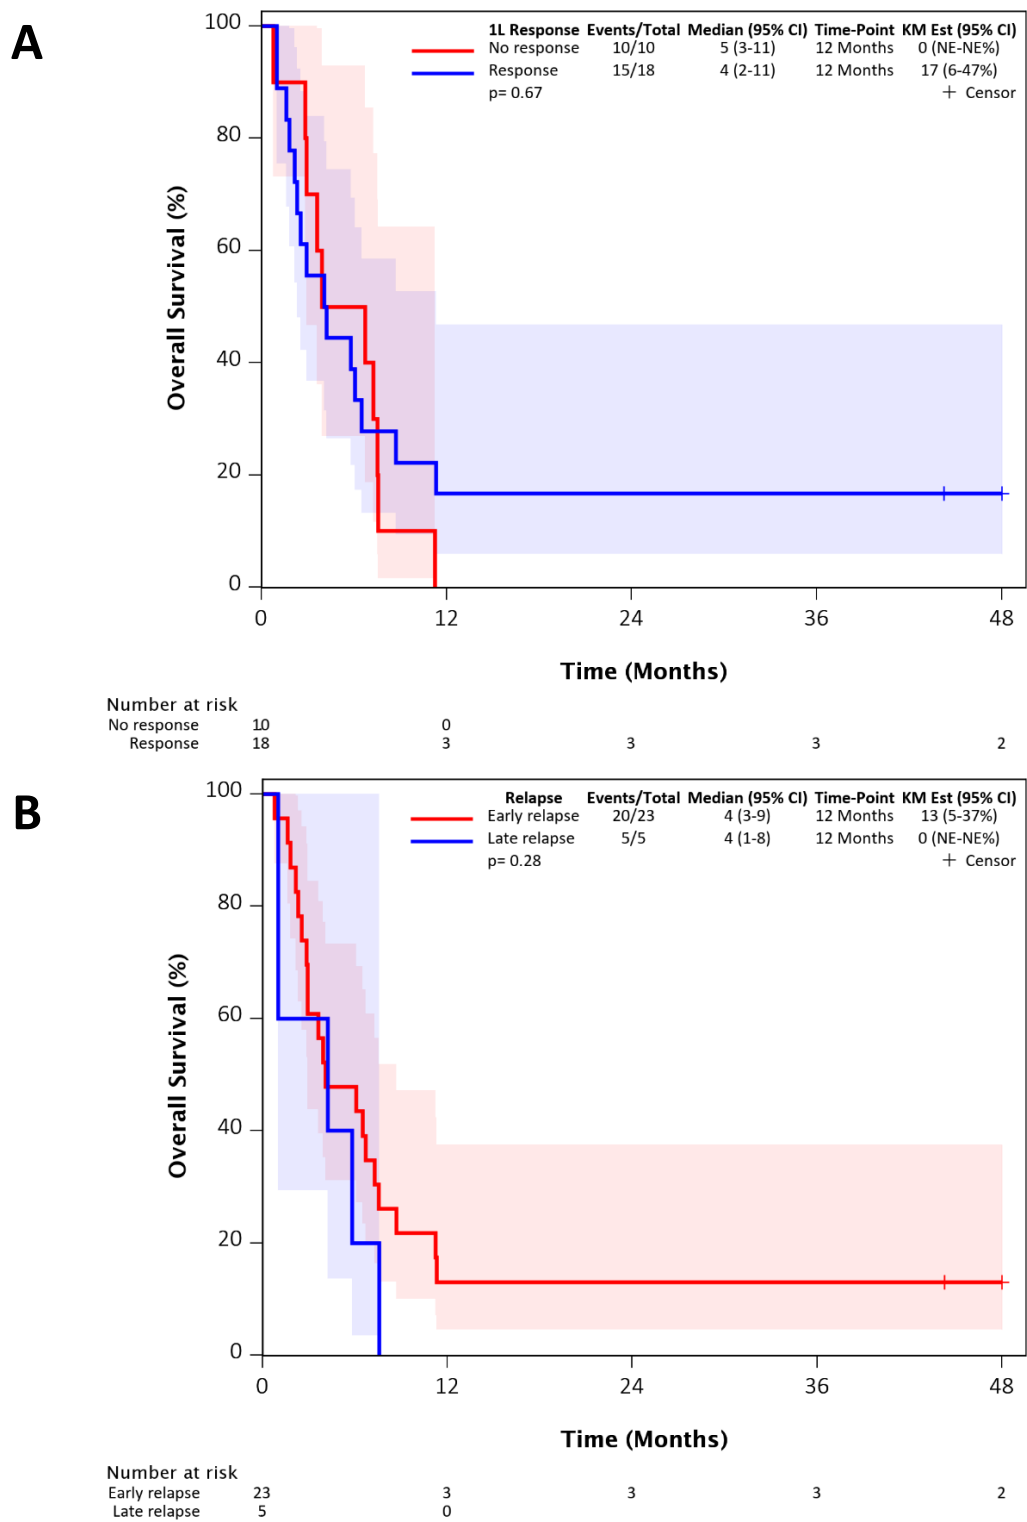 A
1L Response Events/Total Median (95% CI) Time-Point KM Est (95% CI)
No response 10/10 5 (3-11) 12 Months 0 (NE-NE%)
Response 15/18 4 (2-11) 12 Months 17 (6-47%)
p= 0.67 + Censor
100
80
60
40
20
0
Overall Survival (%)
0 12 24 36 48
Time (Months)
Number at risk
No response 10 0
Response 18 3 3 3 2
B
Relapse Events/Total Median (95% CI) Time-Point KM Est (95% CI)
Early relapse 20/23 4 (3-9) 12 Months 13 (5-37%)
Late relapse 5/5 4 (1-8) 12 Months 0 (NE-NE%)
p= 0.28 + Censor
100
80
60
40
20
0
Overall Survival (%)
0 12 24 36 48
Time (Months)
Number at risk
Early relapse 23 3 3 3 2
Late relapse 5 0